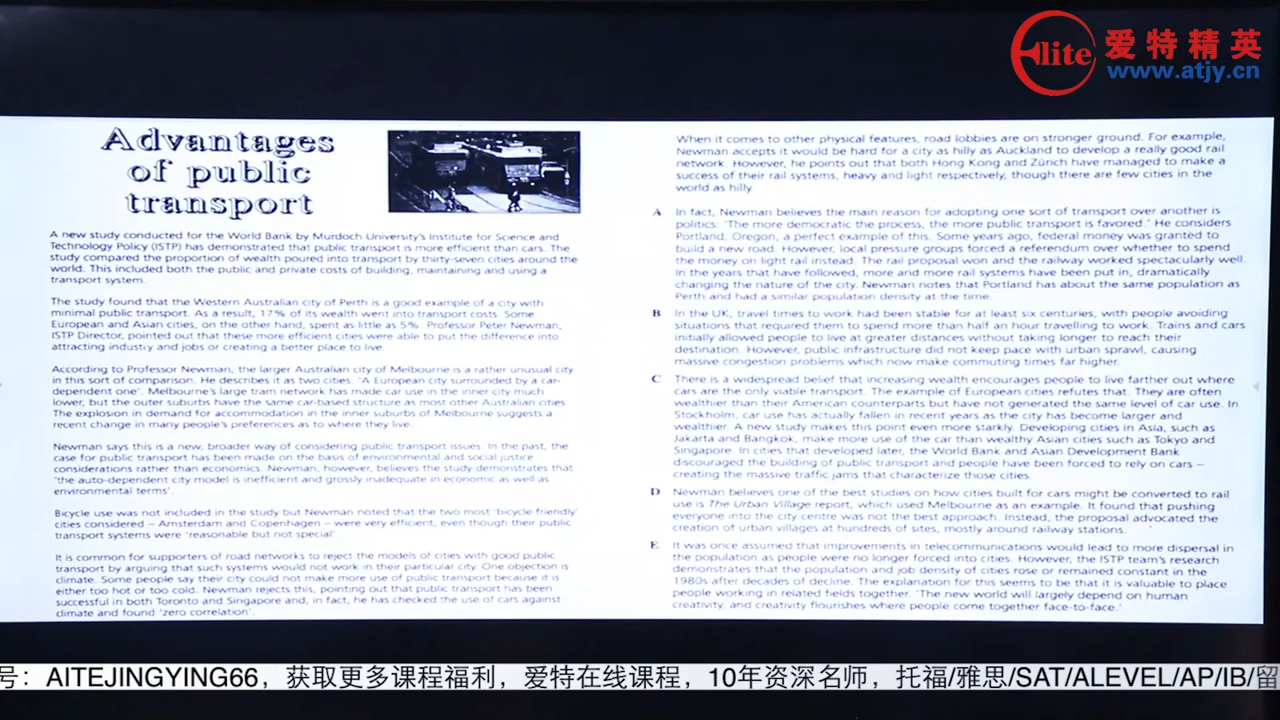 Elite 爱特精英
www.atjy.cn
Advantages
of public
transport
A new study conducted for the World Bank by Murdoch University's Institute for Science and
Technology Policy (ISTP) has demonstrated that public transport is more efficient than cars. The
study compared the proportion of wealth poured into transport by thirty-seven cities around the
world. This included both the public and private costs of building, maintaining and using a
transport system.
The study found that the Western Australian city of Perth is a good example of a city with
minimal public transport. As a result, 17% of its wealth went into transport costs. Some
European and Asian cities, on the other hand, spent as little as 5%. Professor Peter Newman,
ISTP Director, pointed out that these more efficient cities were able to put the difference into
attracting industry and jobs or creating a better place to live.
According to Professor Newman, the larger Australian city of Melbourne is a rather unusual city
in this sort of comparison. He describes it as two cities: 'A European city surrounded by a car-
dependent one'. Melbourne's large tram network has made car use in the inner city much
lower, but the outer suburbs have the same car-based structure as most other Australian cities.
The explosion in demand for accommodation in the inner suburbs of Melbourne suggests a
recent change in many people's preferences as to where they live.
Newman says this is a new, broader way of considering public transport issues. In the past, the
case for public transport has been made on the basis of environmental and social justice
considerations rather than economics. Newman, however, believes the study demonstrates that
'the auto-dependent city model is inefficient and grossly inadequate in economic as well as
environmental terms'.
Bicycle use was not included in the study but Newman noted that the two most 'bicycle friendly'
cities considered – Amsterdam and Copenhagen – were very efficient, even though their public
transport systems were 'reasonable but not special'.
It is common for supporters of road networks to reject the models of cities with good public
transport by arguing that such systems would not work in their particular city. One objection is
climate. Some people say their city could not make more use of public transport because it is
either too hot or too cold. Newman rejects this, pointing out that public transport has been
successful in both Toronto and Singapore and, in fact, he has checked the use of cars against
climate and found 'zero correlation'.
When it comes to other physical features, road lobbies are on stronger ground. For example,
Newman accepts it would be hard for a city as hilly as Auckland to develop a really good rail
network. However, he points out that both Hong Kong and Zürich have managed to make a
success of their rail systems, heavy and light respectively, though there are few cities in the
world as hilly.
A In fact, Newman believes the main reason for adopting one sort of transport over another is
politics: 'The more democratic the process, the more public transport is favored.' He considers
Portland, Oregon, a perfect example of this. Some years ago, federal money was granted to
build a new road. However, local pressure groups forced a referendum over whether to spend
the money on light rail instead. The rail proposal won and the railway worked spectacularly well.
In the years that have followed, more and more rail systems have been put in, dramatically
changing the nature of the city. Newman notes that Portland has about the same population as
Perth and had a similar population density at the time.
B In the UK, travel times to work had been stable for at least six centuries, with people avoiding
situations that required them to spend more than half an hour travelling to work. Trains and cars
initially allowed people to live at greater distances without taking longer to reach their
destination. However, public infrastructure did not keep pace with urban sprawl, causing
massive congestion problems which now make commuting times far higher.
C There is a widespread belief that increasing wealth encourages people to live farther out where
cars are the only viable transport. The example of European cities refutes that. They are often
wealthier than their American counterparts but have not generated the same level of car use. In
Stockholm, car use has actually fallen in recent years as the city has become larger and
wealthier. A new study makes this point even more starkly. Developing cities in Asia, such as
Jakarta and Bangkok, make more use of the car than wealthy Asian cities such as Tokyo and
Singapore. In cities that developed later, the World Bank and Asian Development Bank
discouraged the building of public transport and people have been forced to rely on cars –
creating the massive traffic jams that characterize those cities.
D Newman believes one of the best studies on how cities built for cars might be converted to rail
use is The Urban Village report, which used Melbourne as an example. It found that pushing
everyone into the city centre was not the best approach. Instead, the proposal advocated the
creation of urban villages at hundreds of sites, mostly around railway stations.
E It was once assumed that improvements in telecommunications would lead to more dispersal in
the population as people were no longer forced into cities. However, the ISTP team's research
demonstrates that the population and job density of cities rose or remained constant in the
1980s after decades of decline. The explanation for this seems to be that it is valuable to place
people working in related fields together. 'The new world will largely depend on human
creativity, and creativity flourishes where people come together face-to-face.'
号：AITEJINGYING66，获取更多课程福利，爱特在线课程，10年资深名师，托福/雅思/SAT/ALEVEL/AP/IB/留